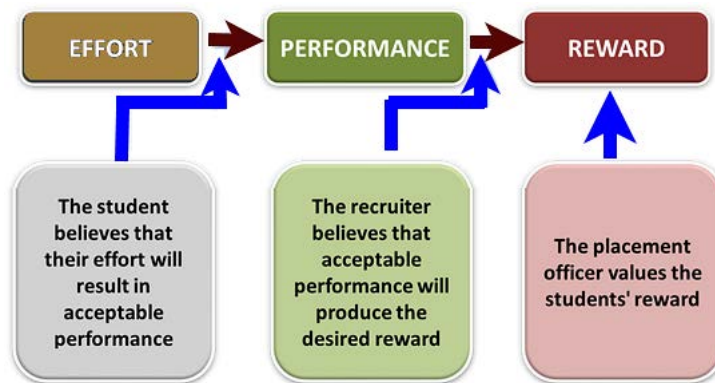 EFFORT
PERFORMANCE
REWARD
The student
believes that
their effort will
result in
acceptable
performance
The recruiter
believes that
acceptable
performance will
produce the
desired reward
The placement
officer values the
students' reward